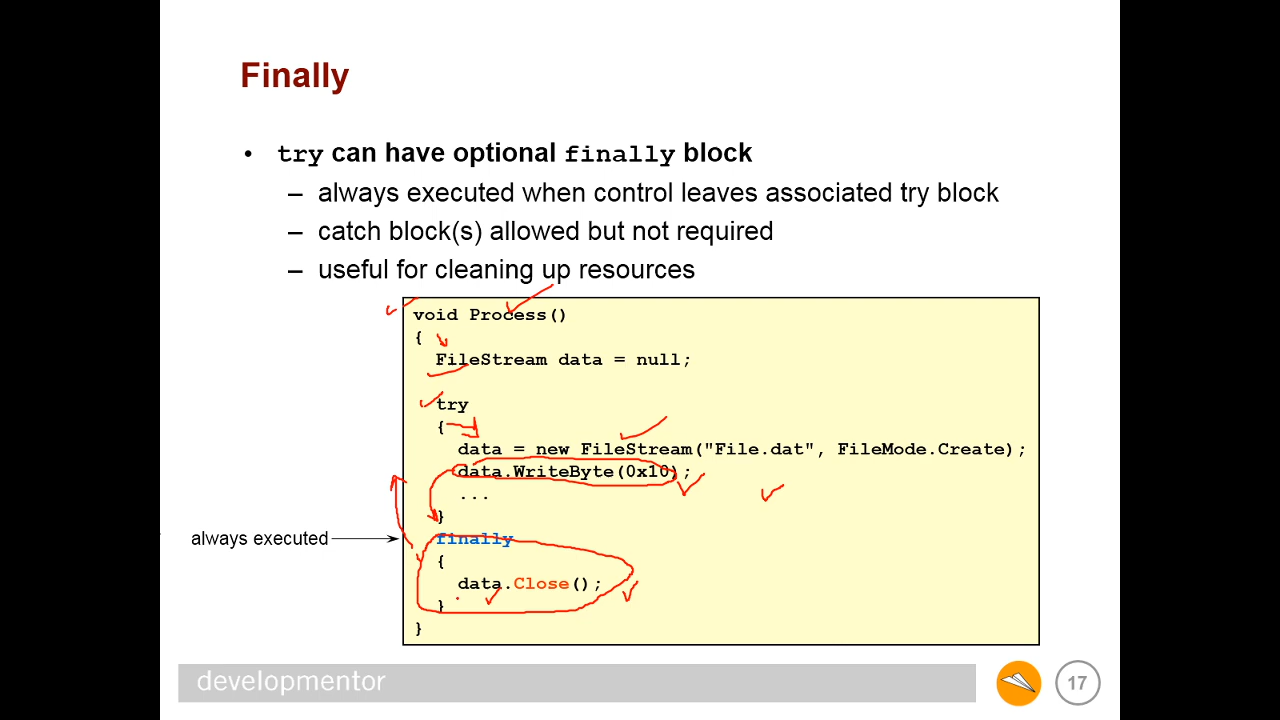 Finally
• try can have optional finally block
– always executed when control leaves associated try block
– catch block(s) allowed but not required
– useful for cleaning up resources
void Process()
{
FileStream data = null;
try
{
data = new FileStream("File.dat", FileMode.Create);
data.WriteByte(0x10);
...
}
always executed
finally
{
data.Close();
}
}
developmentor
17